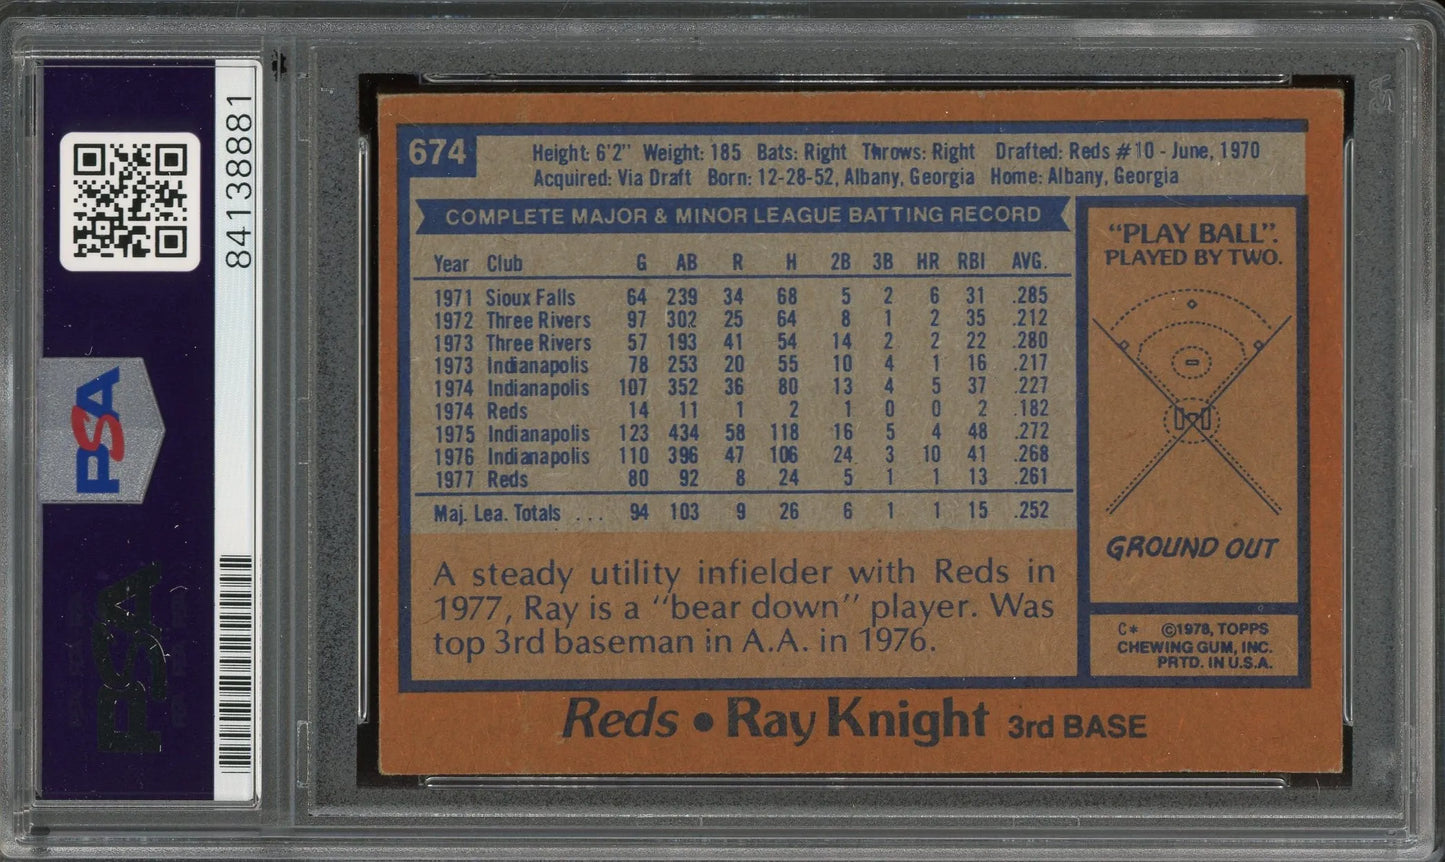 84138881
PSA
PSA
674
Height: 6'2" Weight: 185 Bats: Right Throws: Right Drafted: Reds #10 - June, 1970
Acquired: Via Draft Born: 12-28-52, Albany, Georgia Home: Albany, Georgia
COMPLETE MAJOR & MINOR LEAGUE BATTING RECORD
Year Club G AB R H 2B 3B HR RBI AVG.
1971 Sioux Falls 64 239 34 68 5 2 6 31 .285
1972 Three Rivers 97 302 25 64 8 1 2 35 .212
1973 Three Rivers 57 193 41 54 14 2 2 22 .280
1973 Indianapolis 78 253 20 55 10 4 1 16 .217
1974 Indianapolis 107 352 36 80 13 4 5 37 .227
1974 Reds 14 11 1 2 1 0 0 2 .182
1975 Indianapolis 123 434 58 118 16 5 4 48 .272
1976 Indianapolis 110 396 47 106 24 3 10 41 .268
1977 Reds 80 92 8 24 5 1 1 13 .261
Maj. Lea. Totals ... 94 103 9 26 6 1 1 15 .252
A steady utility infielder with Reds in
1977, Ray is a "bear down" player. Was
top 3rd baseman in A.A. in 1976.
"PLAY BALL".
PLAYED BY TWO.
GROUND OUT
C* ©1978, TOPPS
CHEWING GUM, INC.
PRTD. IN U.S.A.
Reds • Ray Knight 3rd BASE